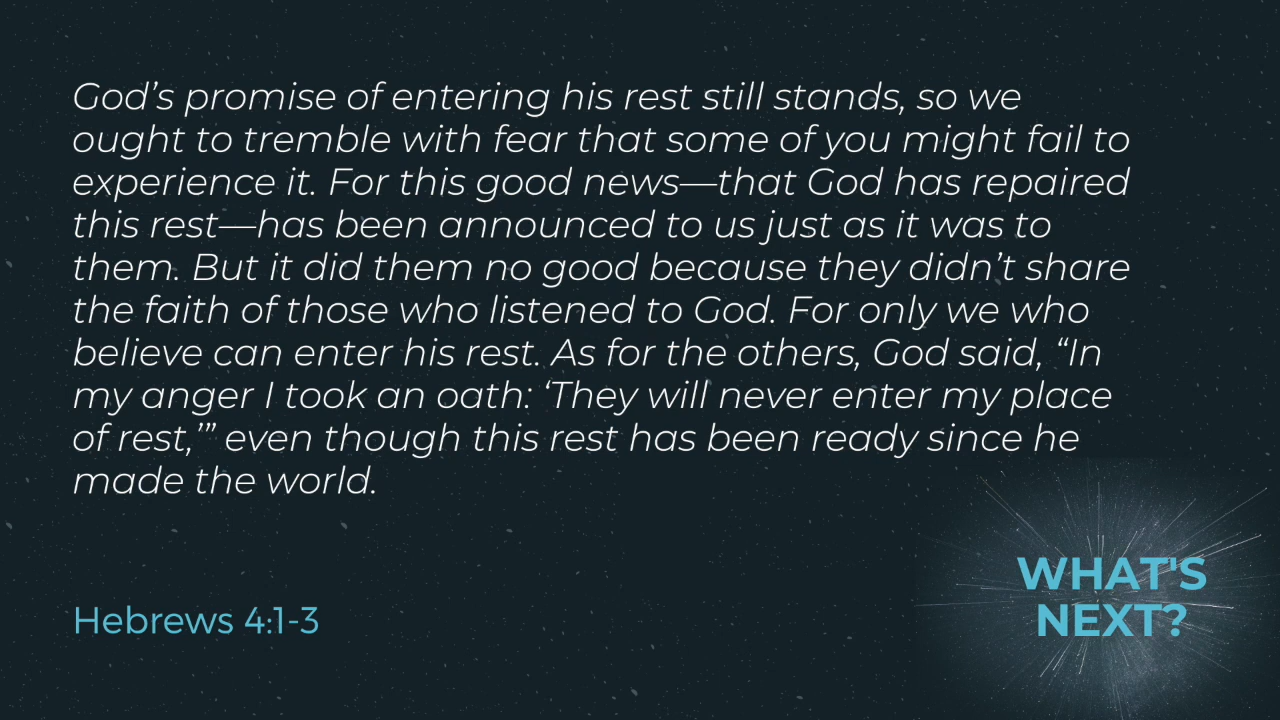 God’s promise of entering his rest still stands, so we
ought to tremble with fear that some of you might fail to
experience it. For this good news—that God has repaired
this rest—has been announced to us just as it was to
them. But it did them no good because they didn’t share
the faith of those who listened to God. For only we who
believe can enter his rest. As for the others, God said, “In
my anger I took an oath: ‘They will never enter my place
of rest,’” even though this rest has been ready since he
made the world.
Hebrews 4:1-3
WHAT'S
NEXT?